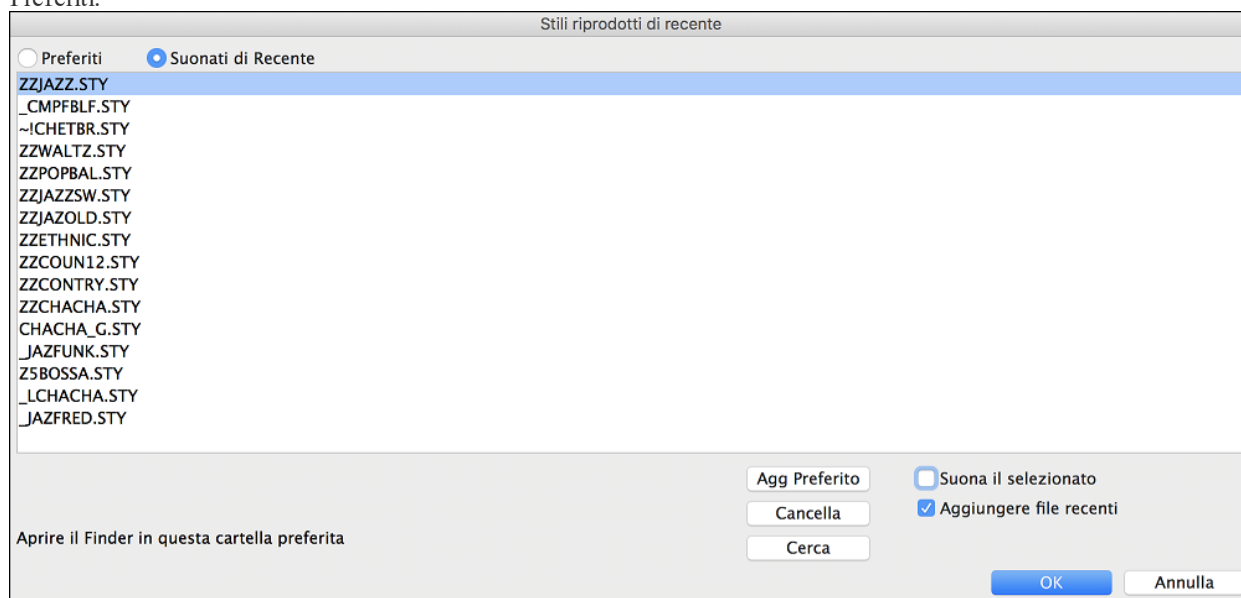 Preferiti.
Stili riprodotti di recente
Preferiti Suonati di Recente
ZZJAZZ.STY
_CMPFBLF.STY
~!CHETBR.STY
ZZWALTZ.STY
ZZPOPBAL.STY
ZZJAZZSW.STY
ZZJAZOLD.STY
ZZETHNIC.STY
ZZCOUN12.STY
ZZCONTRY.STY
ZZCHACHA.STY
CHACHA_G.STY
_JAZFUNK.STY
Z5BOSSA.STY
_LCHACHA.STY
_JAZFRED.STY
Agg Preferito Suona il selezionato
Cancella Aggiungere file recenti
Aprire il Finder in questa cartella preferita
Cerca
OK Annulla